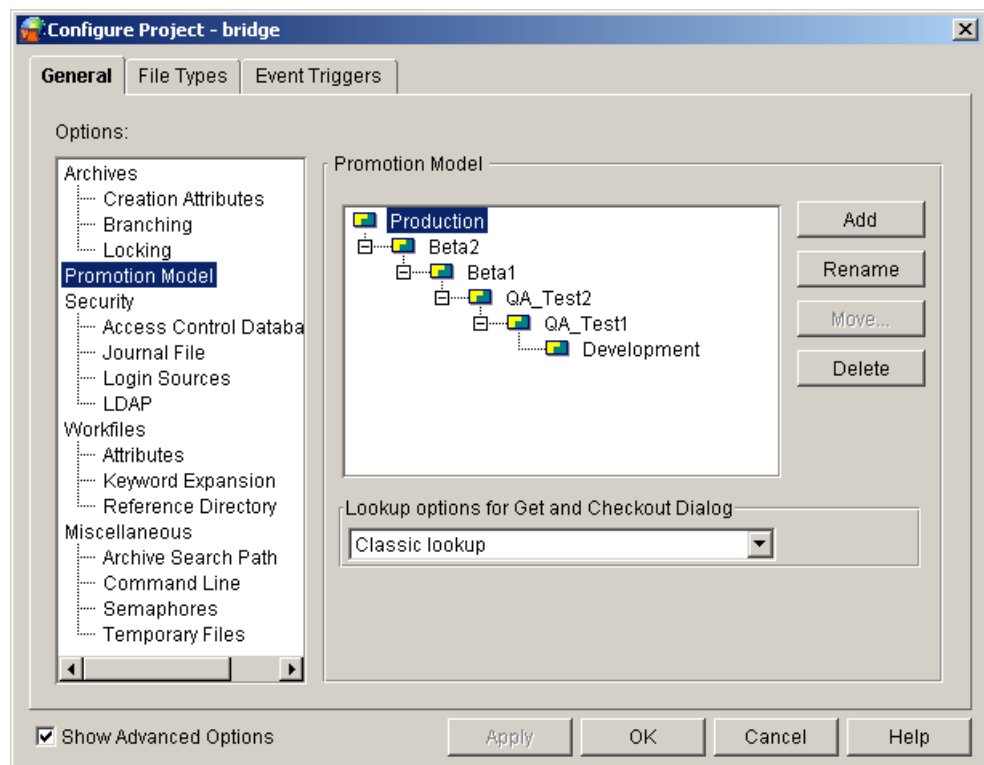 Configure Project - bridge
General
File Types
Event Triggers
Options:
Archives
Creation Attributes
Branching
Locking
Promotion Model
Security
Access Control Databa
Journal File
Login Sources
LDAP
Workfiles
Attributes
Keyword Expansion
Reference Directory
Miscellaneous
Archive Search Path
Command Line
Semaphores
Temporary Files
Promotion Model
Production
Beta2
Beta1
QA_Test2
QA_Test1
Development
Add
Rename
Move...
Delete
Lookup options for Get and Checkout Dialog
Classic lookup
Show Advanced Options
Apply
OK
Cancel
Help